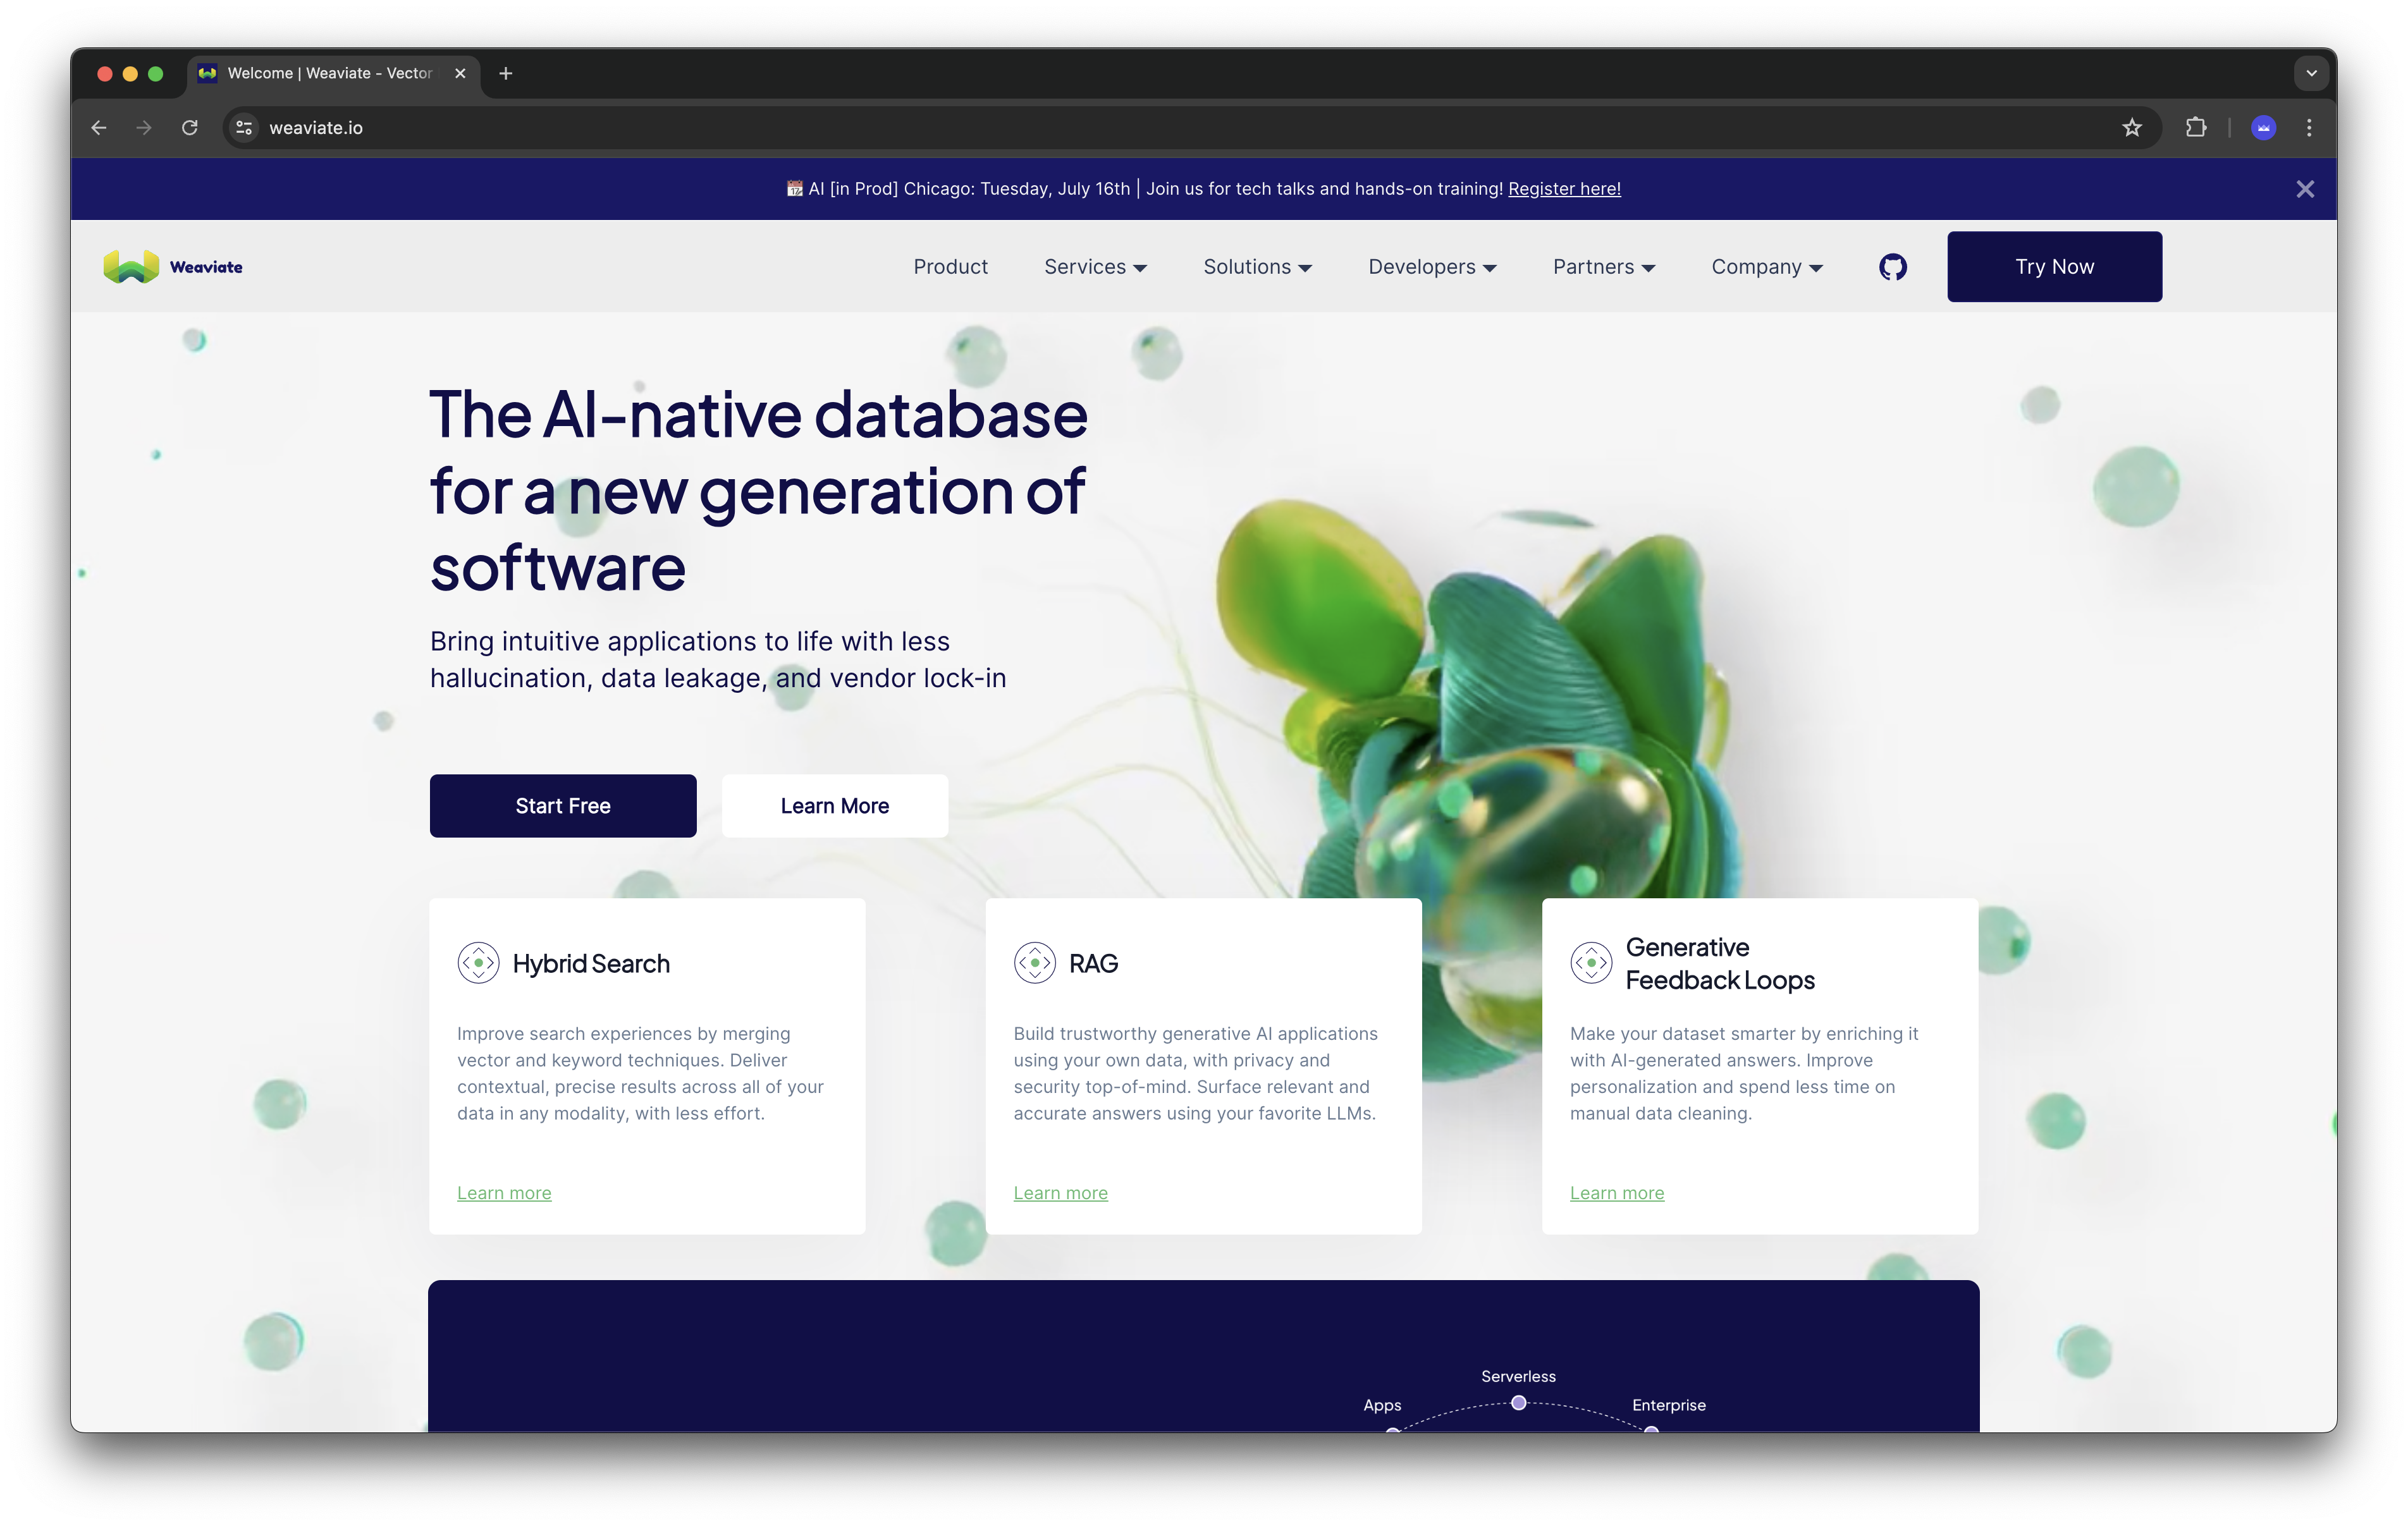 Welcome | Weaviate - Vector
weaviate.io
AI [in Prod] Chicago: Tuesday, July 16th | Join us for tech talks and hands-on training! Register here!
Weaviate
Product
Services
Solutions
Developers
Partners
Company
Try Now
The AI-native database
for a new generation of
software
Bring intuitive applications to life with less
hallucination, data leakage, and vendor lock-in
Start Free
Learn More
Hybrid Search
Improve search experiences by merging
vector and keyword techniques. Deliver
contextual, precise results across all of your
data in any modality, with less effort.
Learn more
RAG
Build trustworthy generative AI applications
using your own data, with privacy and
security top-of-mind. Surface relevant and
accurate answers using your favorite LLMs.
Learn more
Generative
Feedback Loops
Make your dataset smarter by enriching it
with AI-generated answers. Improve
personalization and spend less time on
manual data cleaning.
Learn more
Serverless
Apps
Enterprise